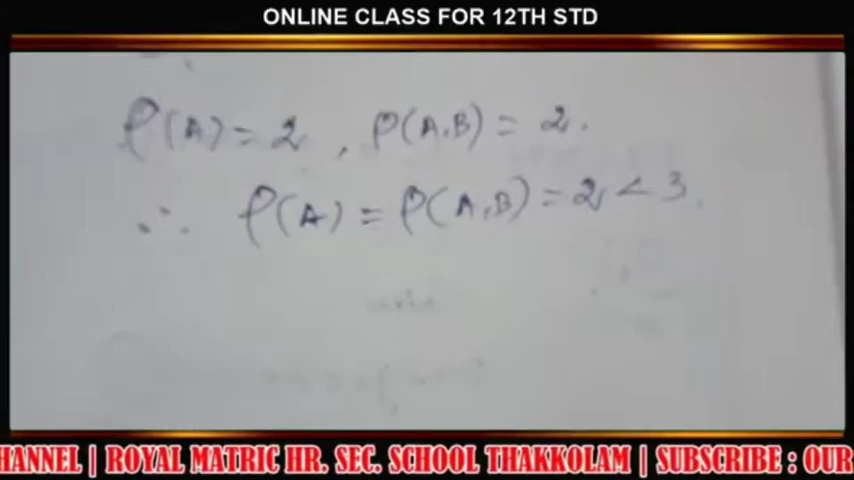 ONLINE CLASS FOR 12TH STD
ρ(A) = 2 , ρ(A,B) = 2.
∴ ρ(A) = ρ(A,B) = 2 < 3.
HANNEL | ROYAL MATRIC HR. SEC. SCHOOL THAKKOLAM | SUBSCRIBE : OUR